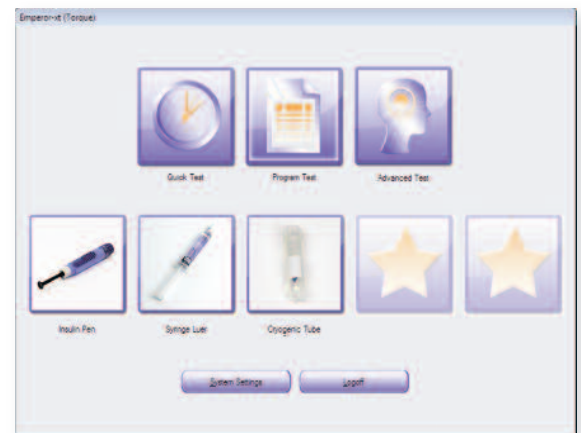 Emperor-xt (Torque)
Quick Test
Program Test
Advanced Test
Insulin Pen
Syringe Luer
Cryogenic Tube
System Settings
Logoff